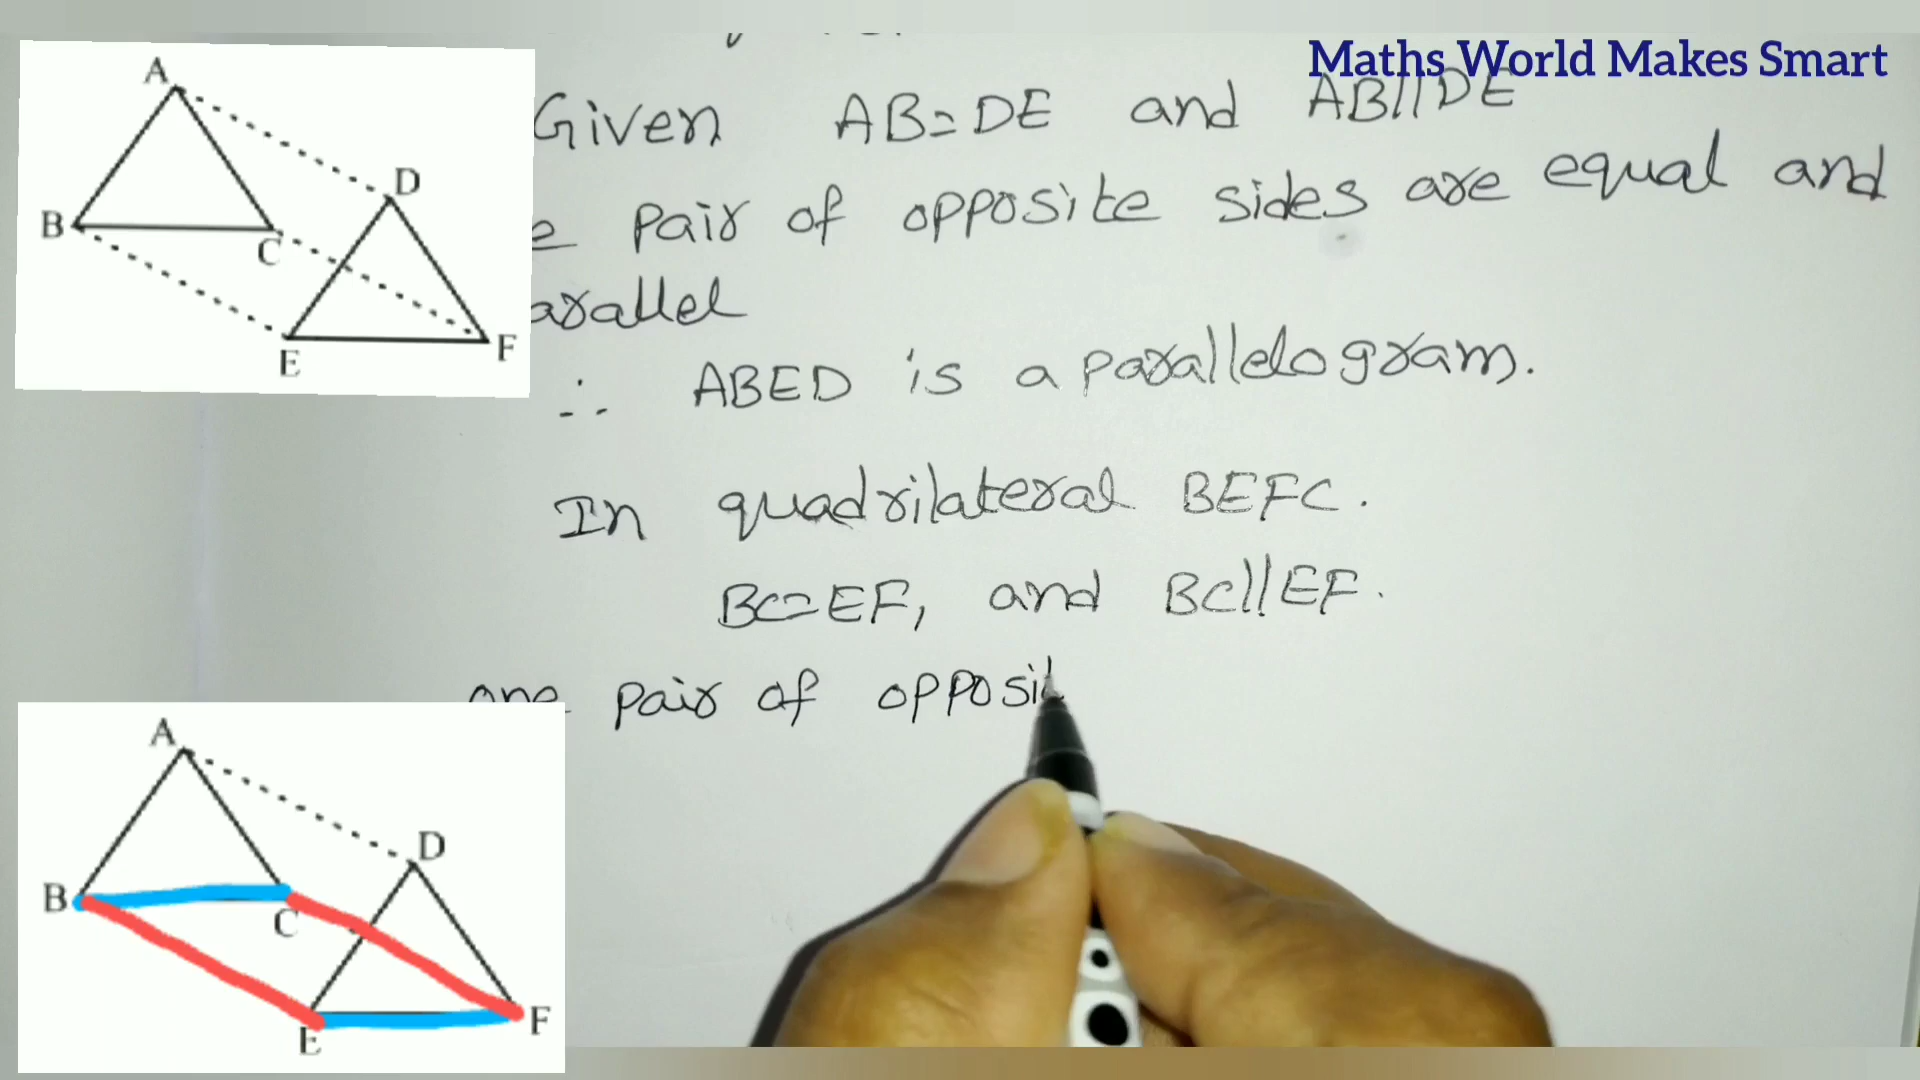 Maths World Makes Smart
A
D
B
C
E
F
Given AB=DE and AB||DE
pair of opposite sides are equal and
arallel
∴ ABED is a parallelogram.
In quadrilateral BEFC.
BC=EF, and BC||EF.
one pair of opposit
A
D
B
C
F
E